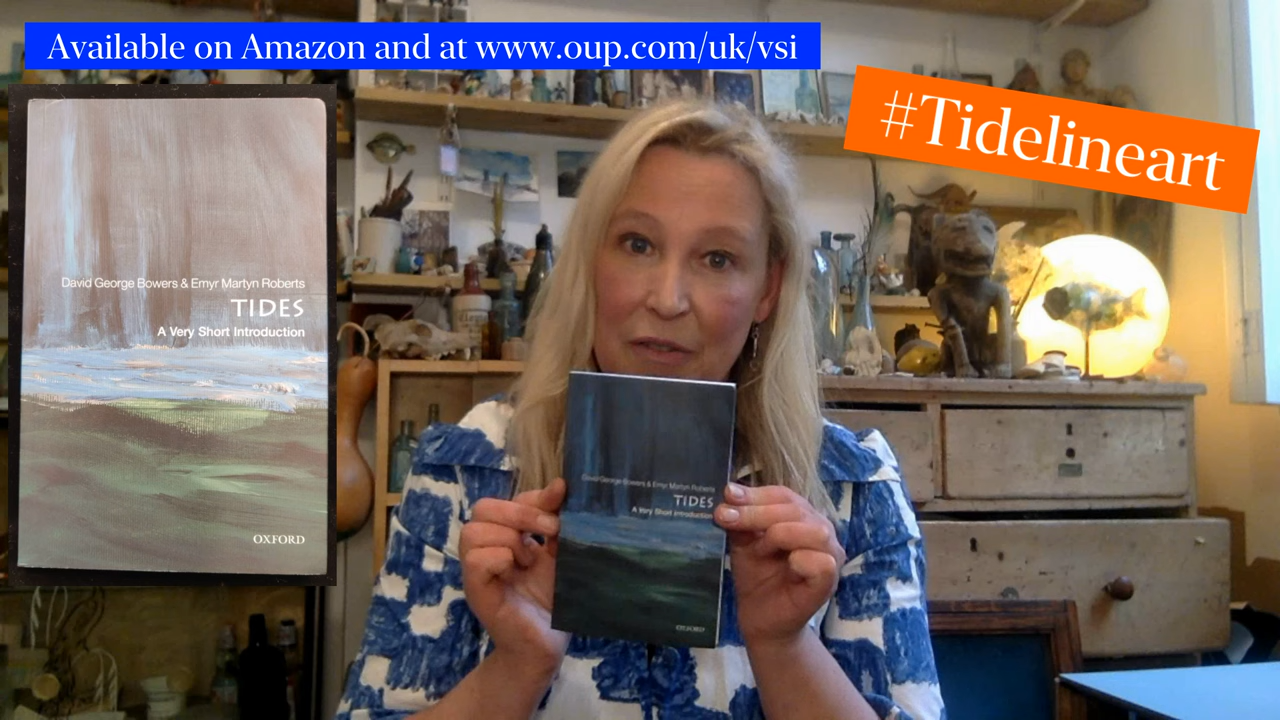 Available on Amazon and at www.oup.com/uk/vsi
#Tidelineart
David George Bowers & Emyr Martyn Roberts
TIDES
A Very Short Introduction
OXFORD
David George Bowers & Emyr Martyn Roberts
TIDES
A Very Short Introduction
OXFORD